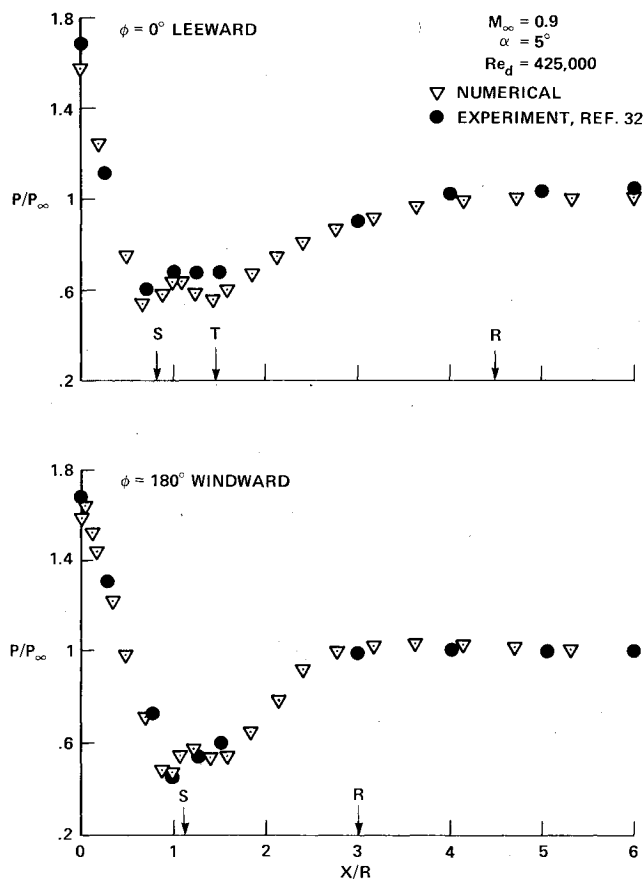 φ = 0° LEEWARD
M∞ = 0.9
α = 5°
Re_d = 425,000
▽ NUMERICAL
● EXPERIMENT, REF. 32
1.8
1.4
P/P∞
1
.6
.2
S
T
R
φ = 180° WINDWARD
1.8
1.4
P/P∞
1
.6
.2
S
R
0
1
2
3
4
5
6
X/R